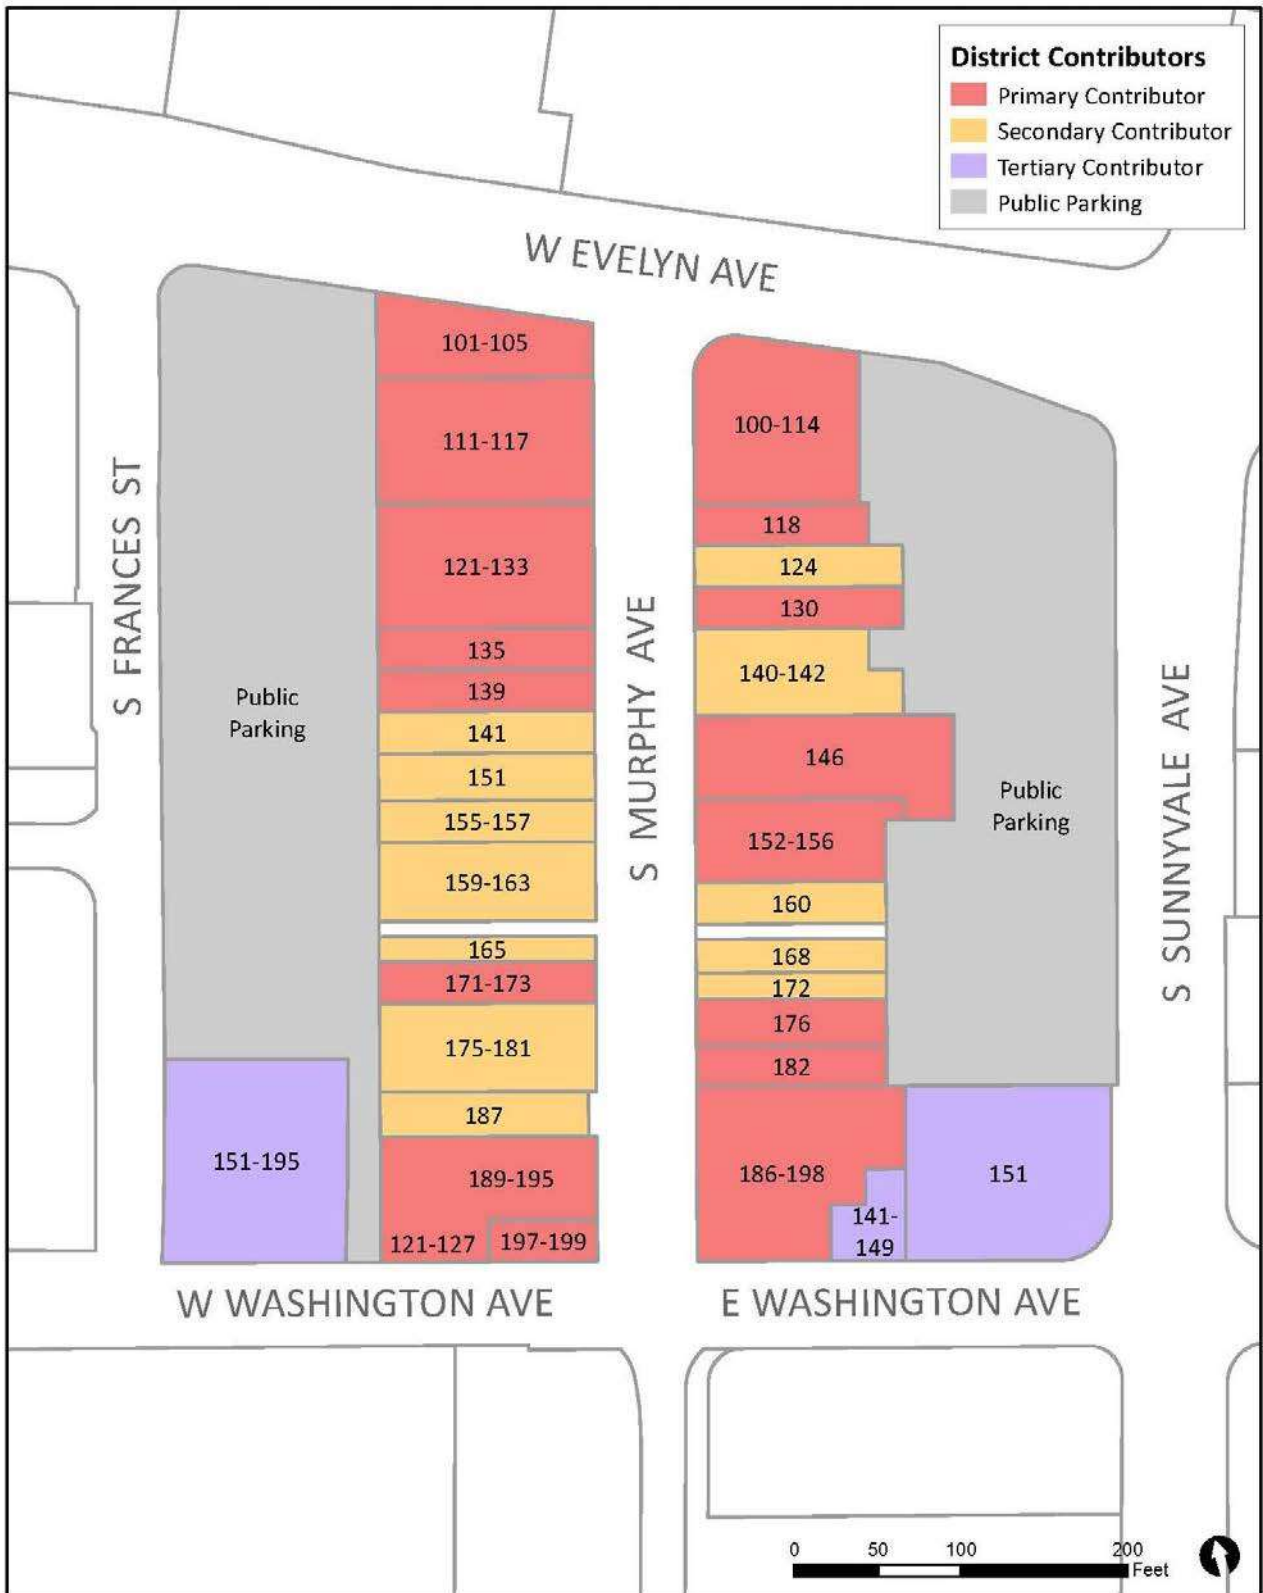 District Contributors
Primary Contributor
Secondary Contributor
Tertiary Contributor
Public Parking
W EVELYN AVE
S FRANCES ST
Public
Parking
101-105
111-117
121-133
135
139
141
151
155-157
159-163
165
171-173
175-181
187
189-195
121-127
197-199
151-195
S MURPHY AVE
100-114
118
124
130
140-142
146
152-156
160
168
172
176
182
186-198
141-
149
151
Public
Parking
S SUNNYVALE AVE
W WASHINGTON AVE
E WASHINGTON AVE
0 50 100 200
Feet